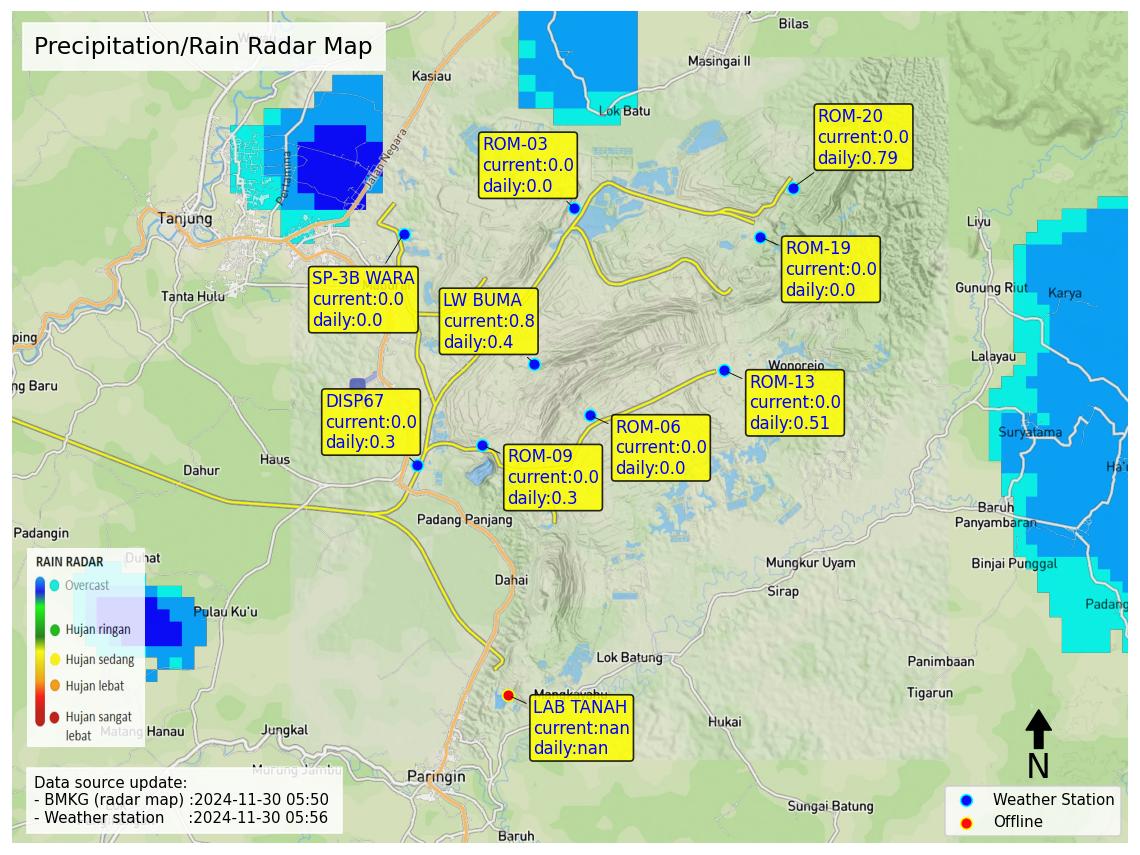 Precipitation/Rain Radar Map
Bilas
Masingai II
Kasiau
Lok Batu
ROM-20
current:0.0
daily:0.79
ROM-03
current:0.0
daily:0.0
Jalan Negara
Pertamina
Tanjung
Liyu
ROM-19
current:0.0
daily:0.0
SP-3B WARA
current:0.0
daily:0.0
Tanta Hulu
LW BUMA
current:0.8
daily:0.4
Gunung Riut
Karya
ping
Lalayau
Wonorejo
ng Baru
ROM-13
current:0.0
daily:0.51
DISP67
current:0.0
daily:0.3
ROM-06
current:0.0
daily:0.0
Suryatama
ROM-09
current:0.0
daily:0.3
Haus
Dahur
Baruh
Panyambaran
Padang Panjang
Padangin
Mungkur Uyam
Binjai Punggal
Duhat
RAIN RADAR
Overcast
Hujan ringan
Hujan sedang
Hujan lebat
Hujan sangat
lebat
Dahai
Sirap
Padang
Pulau Ku'u
Lok Batung
Panimbaan
Tigarun
LAB TANAH
current:nan
daily:nan
Hukai
Matang Hanau
Jungkal
Murung Jambu
Paringin
N
Data source update:
- BMKG (radar map) :2024-11-30 05:50
- Weather station :2024-11-30 05:56
Sungai Batung
Baruh
Weather Station
Offline